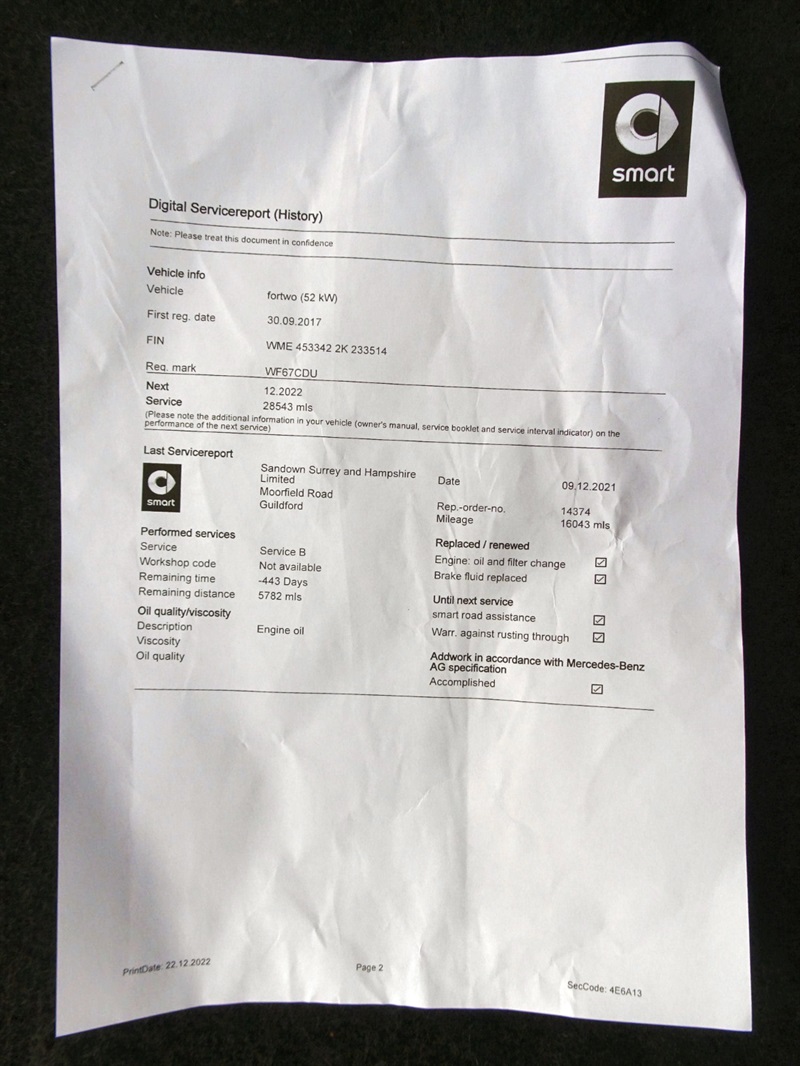 smart
Digital Servicereport (History)
Note: Please treat this document in confidence
Vehicle info
Vehicle fortwo (52 kW)
First reg. date 30.09.2017
FIN WME 453342 2K 233514
Reg. mark WF67CDU
Next 12.2022
Service 28543 mls
(Please note the additional information in your vehicle (owner's manual, service booklet and service interval indicator) on the
performance of the next service)
Last Servicereport
smart
Sandown Surrey and Hampshire
Limited
Moorfield Road
Guildford
Date 09.12.2021
Rep.-order-no. 14374
Mileage 16043 mls
Performed services
Service Service B
Workshop code Not available
Remaining time -443 Days
Remaining distance 5782 mls
Oil quality/viscosity
Description Engine oil
Viscosity
Oil quality
Replaced / renewed
Engine: oil and filter change ☑
Brake fluid replaced ☑
Until next service
smart road assistance ☑
Warr. against rusting through ☑
Addwork in accordance with Mercedes-Benz
AG specification
Accomplished ☑
PrintDate: 22.12.2022
Page 2
SecCode: 4E6A13